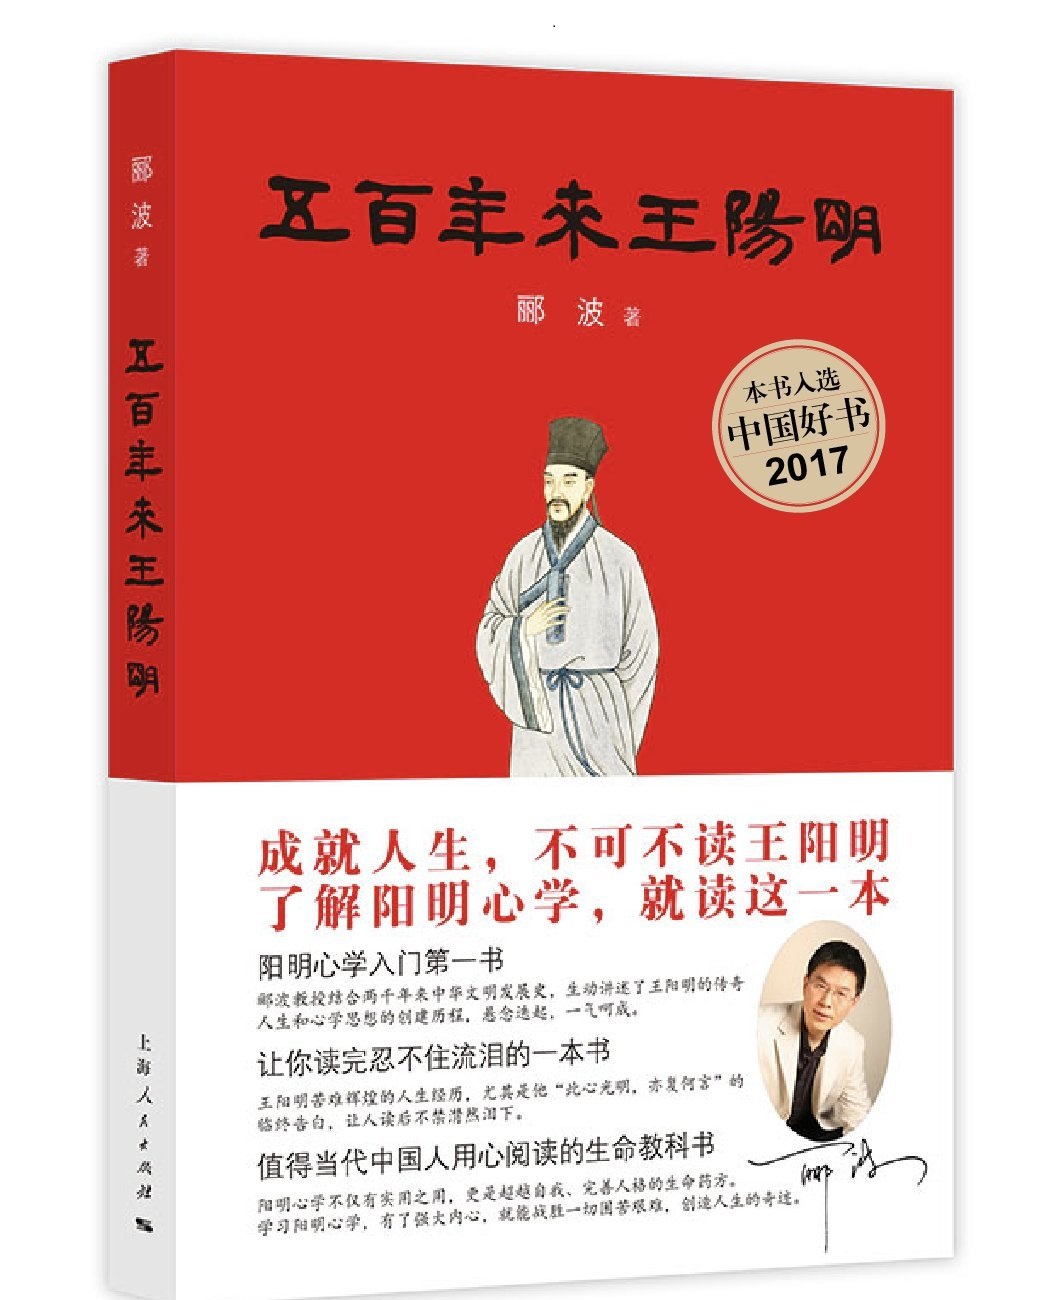 五百年来王陽明
郦波 著
本书入选
中国好书
2017
郦波 著
五百年来王陽明
上海人民出版社
成就人生，不可不读王阳明
了解阳明心学，就读这一本
阳明心学入门第一书
郦波教授结合两千年来中华文明发展史，生动讲述了王阳明的传奇
人生和心学思想的创建历程，悬念迭起，一气呵成。
让你读完忍不住流泪的一本书
王阳明苦难辉煌的人生经历，尤其是他“此心光明，亦复何言”的
临终告白，让人读后不禁潸然泪下。
值得当代中国人用心阅读的生命教科书
阳明心学不仅有实用之用，更是超越自我、完善人格的生命药方。
学习阳明心学，有了强大内心，就能战胜一切困苦艰难，创造人生的奇迹。
郦波